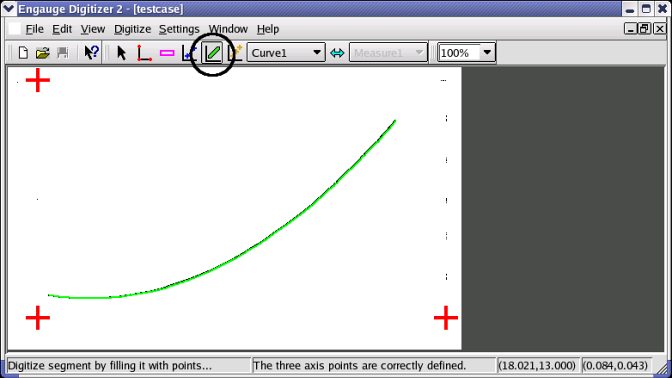 Engauge Digitizer 2 - [testcase]
File Edit View Digitize Settings Window Help
Curve1 Measure1 100%
Digitize segment by filling it with points... The three axis points are correctly defined. (18.021,13.000) (0.084,0.043)